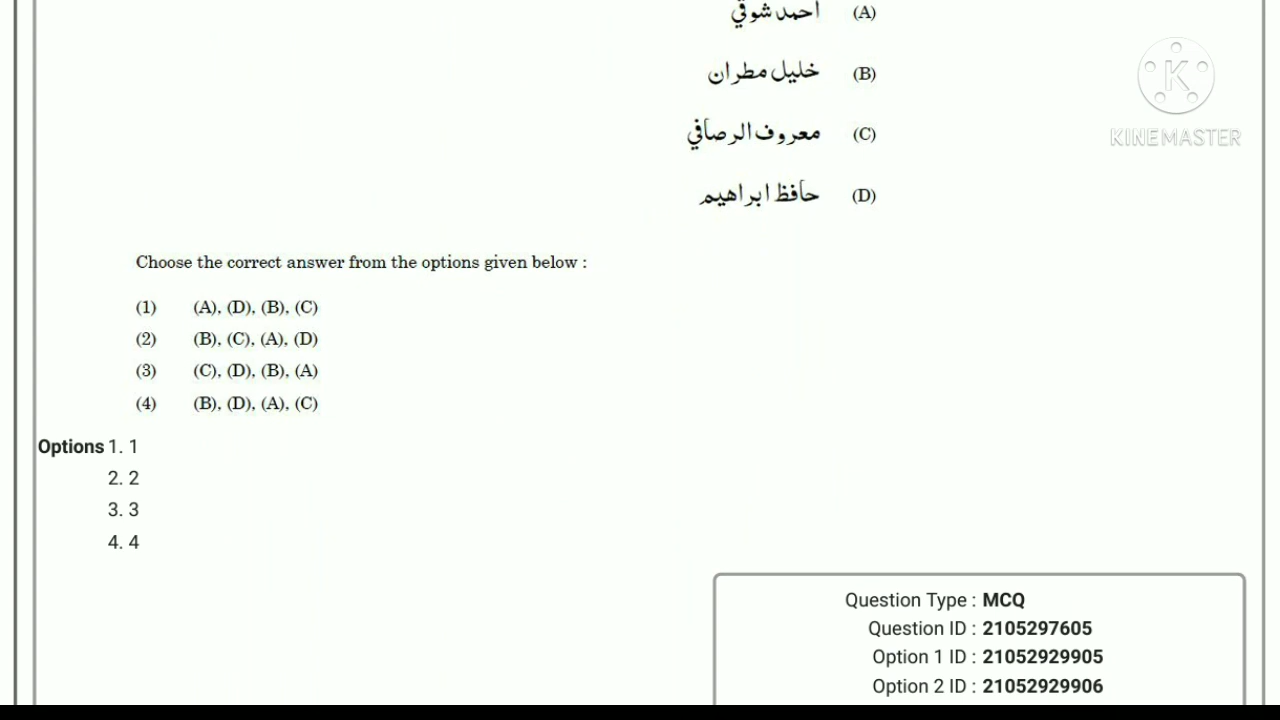 (A) احمد شوقي
(B) خليل مطران
(C) معروف الرصافي
(D) حافظ ابراهيم
KINEMASTER
Choose the correct answer from the options given below :
(1) (A), (D), (B), (C)
(2) (B), (C), (A), (D)
(3) (C), (D), (B), (A)
(4) (B), (D), (A), (C)
Options 1. 1
2. 2
3. 3
4. 4
Question Type : MCQ
Question ID : 2105297605
Option 1 ID : 21052929905
Option 2 ID : 21052929906